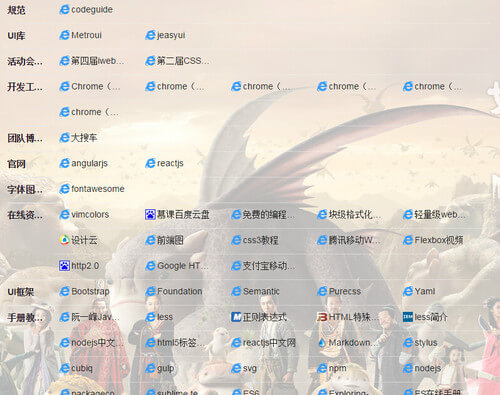 规范 codeguide
UI库 Metroui jeasyui
活动会... 第四届iweb... 第二届CSS...
开发工... Chrome（... chrome（... chrome（... chrome（... chrome（...
chrome（...
团队博... 大搜车
官网 angularjs reactjs
字体图... fontawesome
在线资... vimcolors 慕课百度云盘 免费的编程... 块级格式化... 轻量级web...
设计云 前端图 css3教程 腾讯移动W... Flexbox视频
http2.0 Google HT... 支付宝移动...
UI框架 Bootstrap Foundation Semantic Purecss Yaml
手册教... 阮一峰Jav... less 正则表达式 HTML特殊... less简介
nodejs中文... html5标签... reactjs中文网 Markdown... stylus
cubiq gulp svg npm nodejs
packageco... sublime te... ES6... Exploring-... ES在线手册